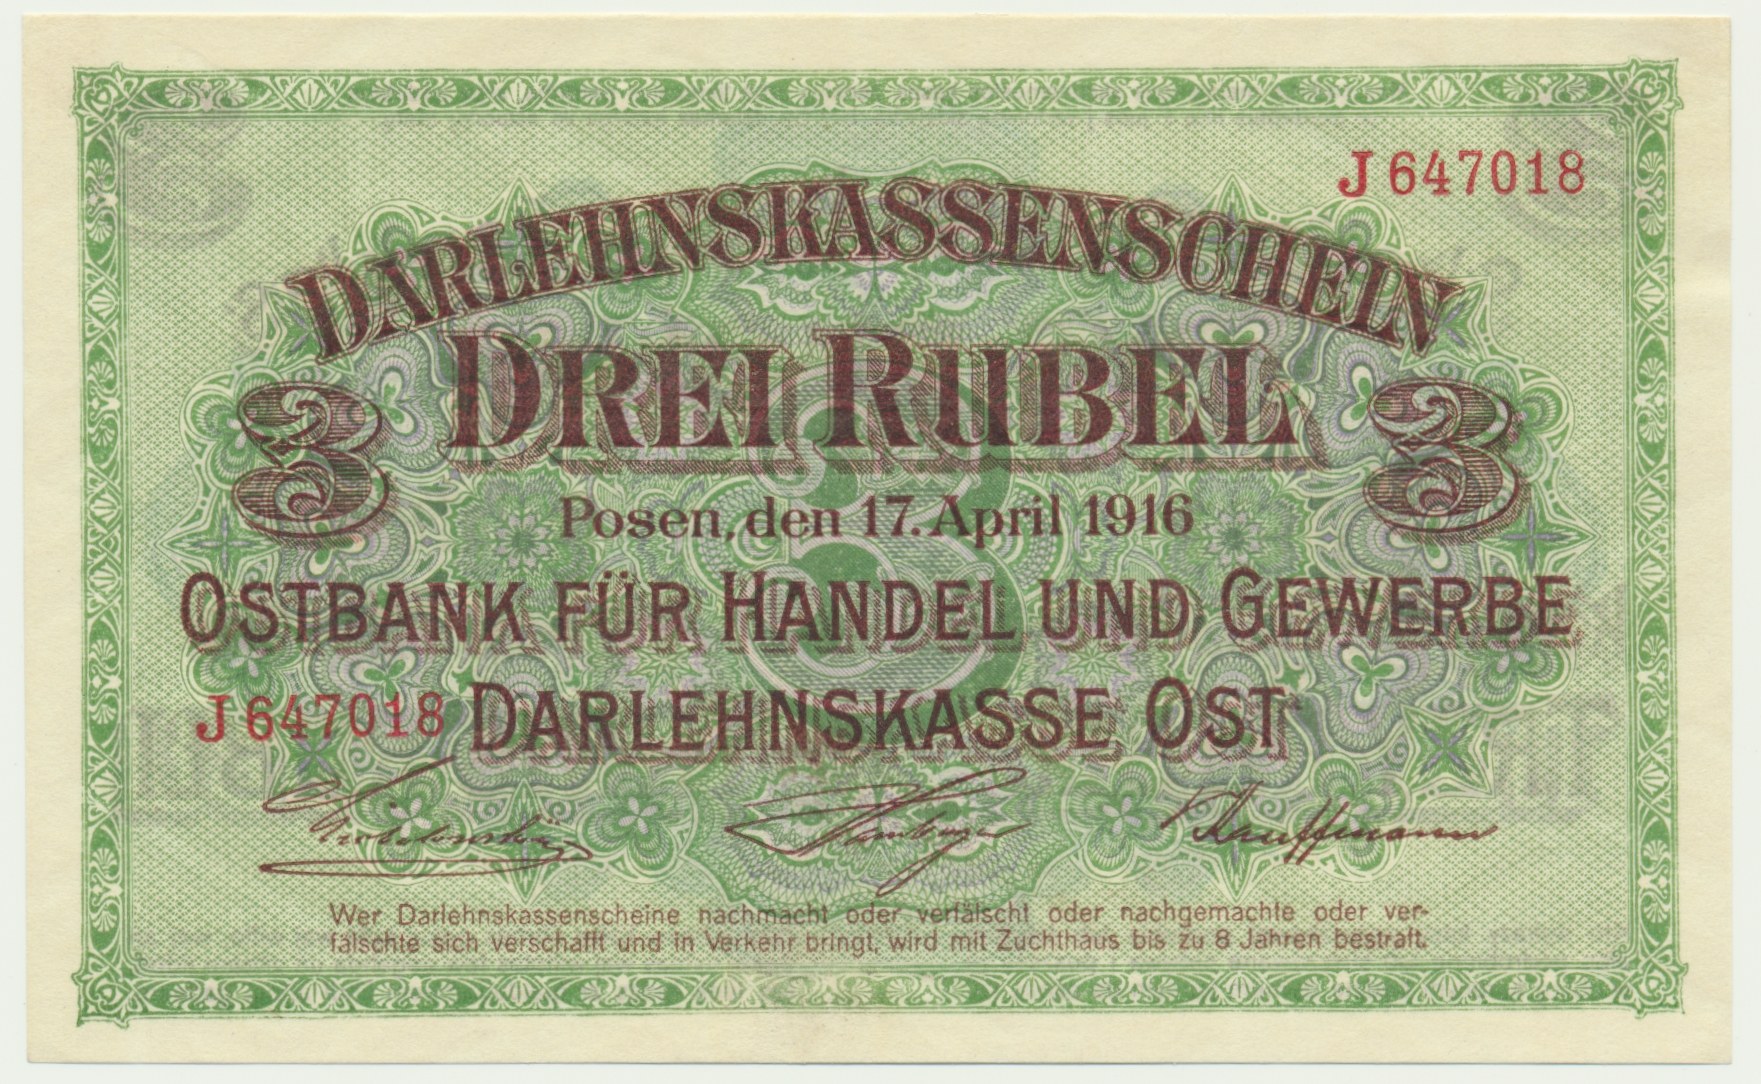 J 647018
DARLEHNSKASSENSCHEIN
DREI RUBEL
3 3
Posen, den 17. April 1916
OSTBANK FÜR HANDEL UND GEWERBE
J 647018 DARLEHNSKASSE OST
Kauffmann
Wer Darlehnskassenscheine nachmacht oder verfälscht oder nachgemachte oder ver-
fälschte sich verschafft und in Verkehr bringt, wird mit Zuchthaus bis zu 8 Jahren bestraft.